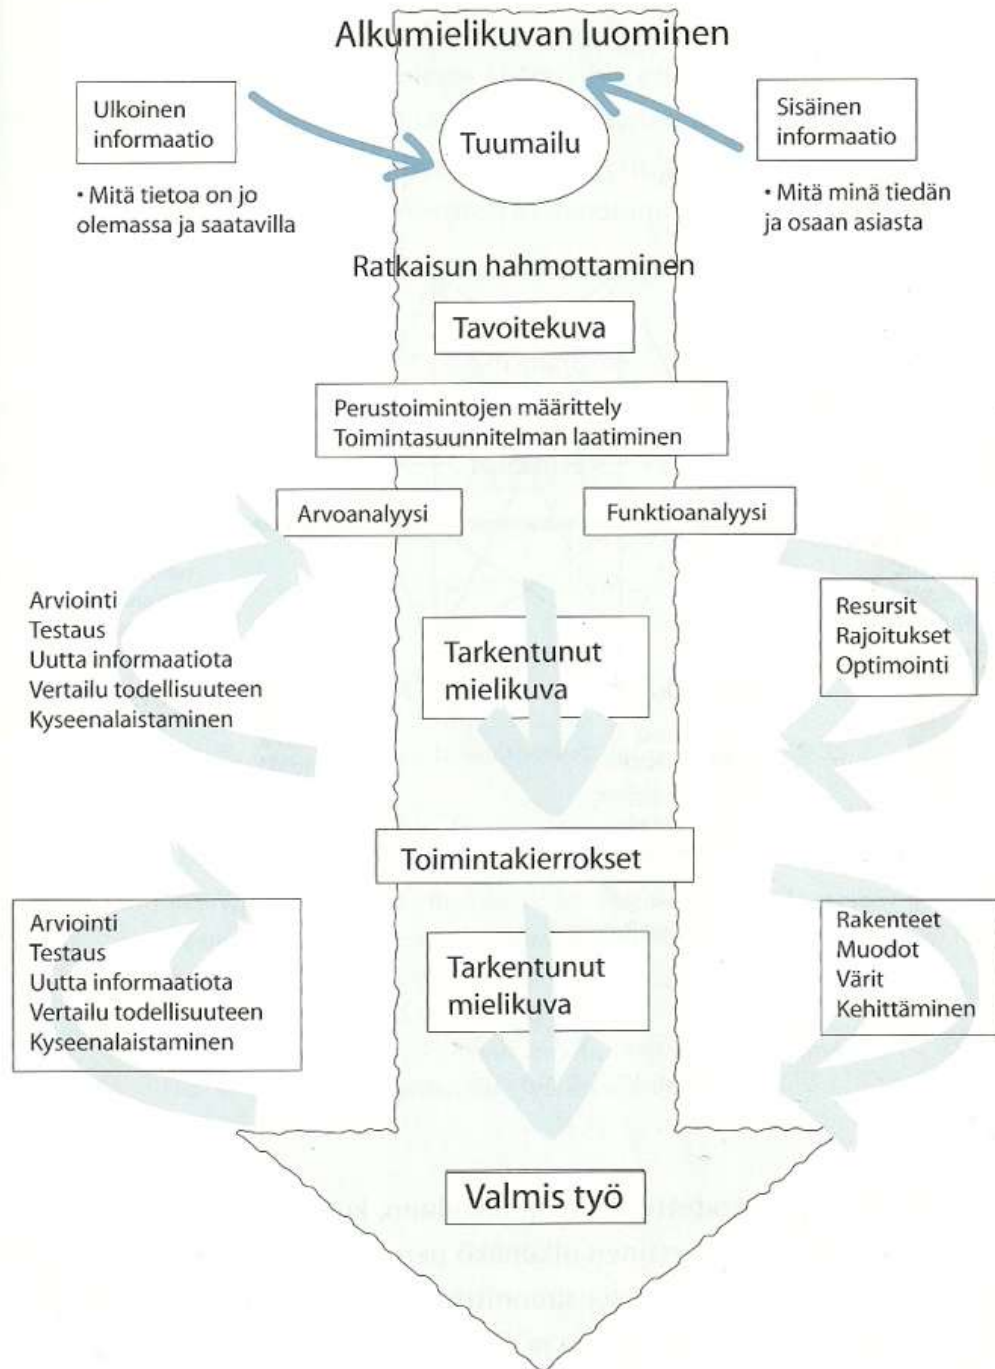 Alkumielikuvan luominen
Ulkoinen
informaatio
• Mitä tietoa on jo
olemassa ja saatavilla
Tuumailu
Sisäinen
informaatio
• Mitä minä tiedän
ja osaan asiasta
Ratkaisun hahmottaminen
Tavoitekuva
Perustoimintojen määrittely
Toimintasuunnitelman laatiminen
Arvoanalyysi
Funktioanalyysi
Arviointi
Testaus
Uutta informaatiota
Vertailu todellisuuteen
Kyseenalaistaminen
Tarkentunut
mielikuva
Resursit
Rajoitukset
Optimointi
Toimintakierrokset
Arviointi
Testaus
Uutta informaatiota
Vertailu todellisuuteen
Kyseenalaistaminen
Tarkentunut
mielikuva
Rakenteet
Muodot
Värit
Kehittäminen
Valmis työ